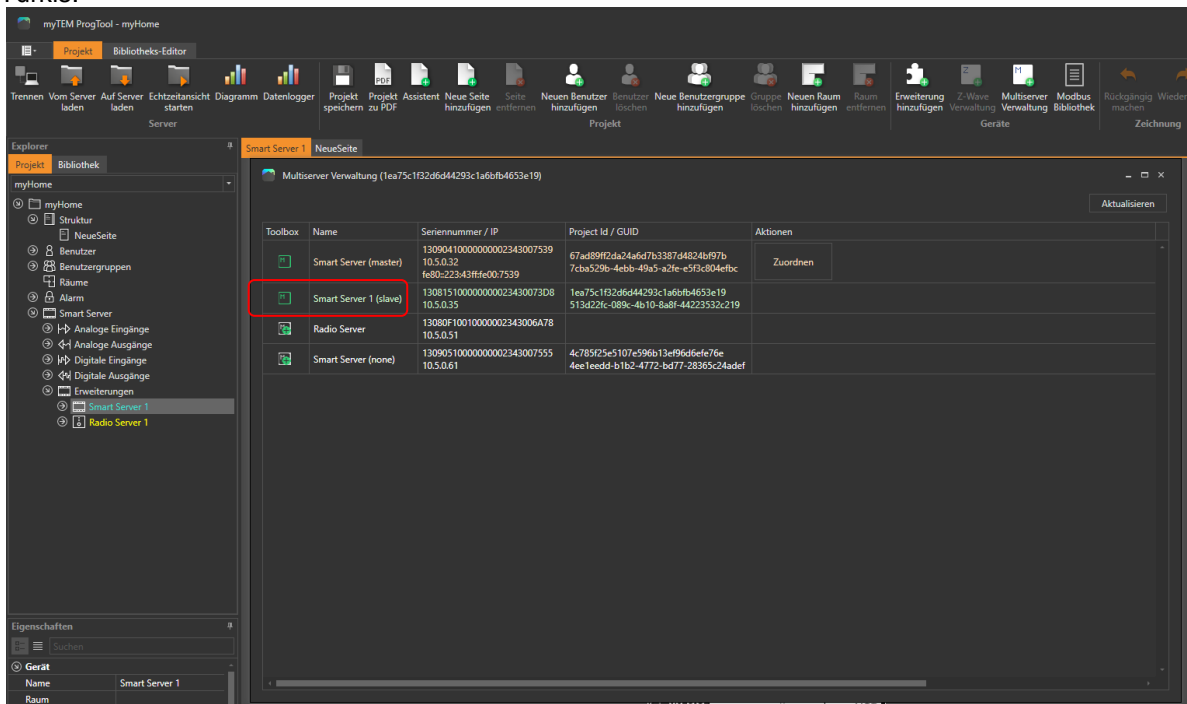 myTEM ProgTool - myHome
Projekt Bibliotheks-Editor
Trennen Vom Server laden Auf Server laden Echtzeitansicht starten Diagramm Datenlogger Projekt speichern Projekt zu PDF Assistent Neue Seite hinzufügen Seite entfernen Neuen Benutzer hinzufügen Benutzer löschen Neue Benutzergruppe hinzufügen Gruppe löschen Neuen Raum hinzufügen Raum entfernen Erweiterung hinzufügen Z-Wave Verwaltung Multiserver Verwaltung Modbus Bibliothek Rückgängig machen
Server Projekt Geräte Zeichnung
Explorer
Smart Server 1 NeueSeite
Projekt Bibliothek
myHome
myHome
Struktur
NeueSeite
Benutzer
Benutzergruppen
Räume
Alarm
Smart Server
Analoge Eingänge
Analoge Ausgänge
Digitale Eingänge
Digitale Ausgänge
Erweiterungen
Smart Server 1
Radio Server 1
Multiserver Verwaltung (1ea75c1f32d6d44293c1a6bfb4653e19)
Aktualisieren
Toolbox Name Seriennummer / IP Project Id / GUID Aktionen
Smart Server (master)
1309041000000002343007539
10.5.0.32
fe80::223:43ff:fe00:7539
67ad89ff2da24a6d7b3387d4824bf97b
7cba529b-4ebb-49a5-a2fe-e5f3c804efbc
Zuordnen
Smart Server 1 (slave)
130815100000000023430073D8
10.5.0.35
1ea75c1f32d6d44293c1a6bfb4653e19
513d22fc-089c-4b10-8a8f-44223532c219
Radio Server
13080F10010000002343006A78
10.5.0.51
Smart Server (none)
1309051000000002343007555
10.5.0.61
4c785f25e5107e596b13ef96d6efe76e
4ee1eedd-b1b2-4772-bd77-28365c24adef
Eigenschaften
Suchen
Gerät
Name Smart Server 1
Raum